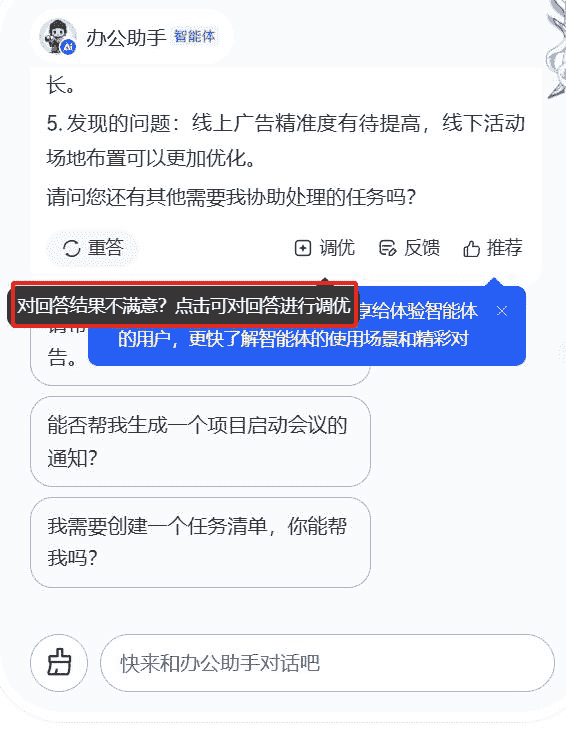 办公助手 智能体
Ai
长。
5. 发现的问题：线上广告精准度有待提高，线下活动
场地布置可以更加优化。
请问您还有其他需要我协助处理的任务吗？
重答 调优 反馈 推荐
对回答结果不满意？点击可对回答进行调优
享给体验智能体
的用户，更快了解智能体的使用场景和精彩对
告。
能否帮我生成一个项目启动会议的
通知？
我需要创建一个任务清单，你能帮
我吗？
快来和办公助手对话吧